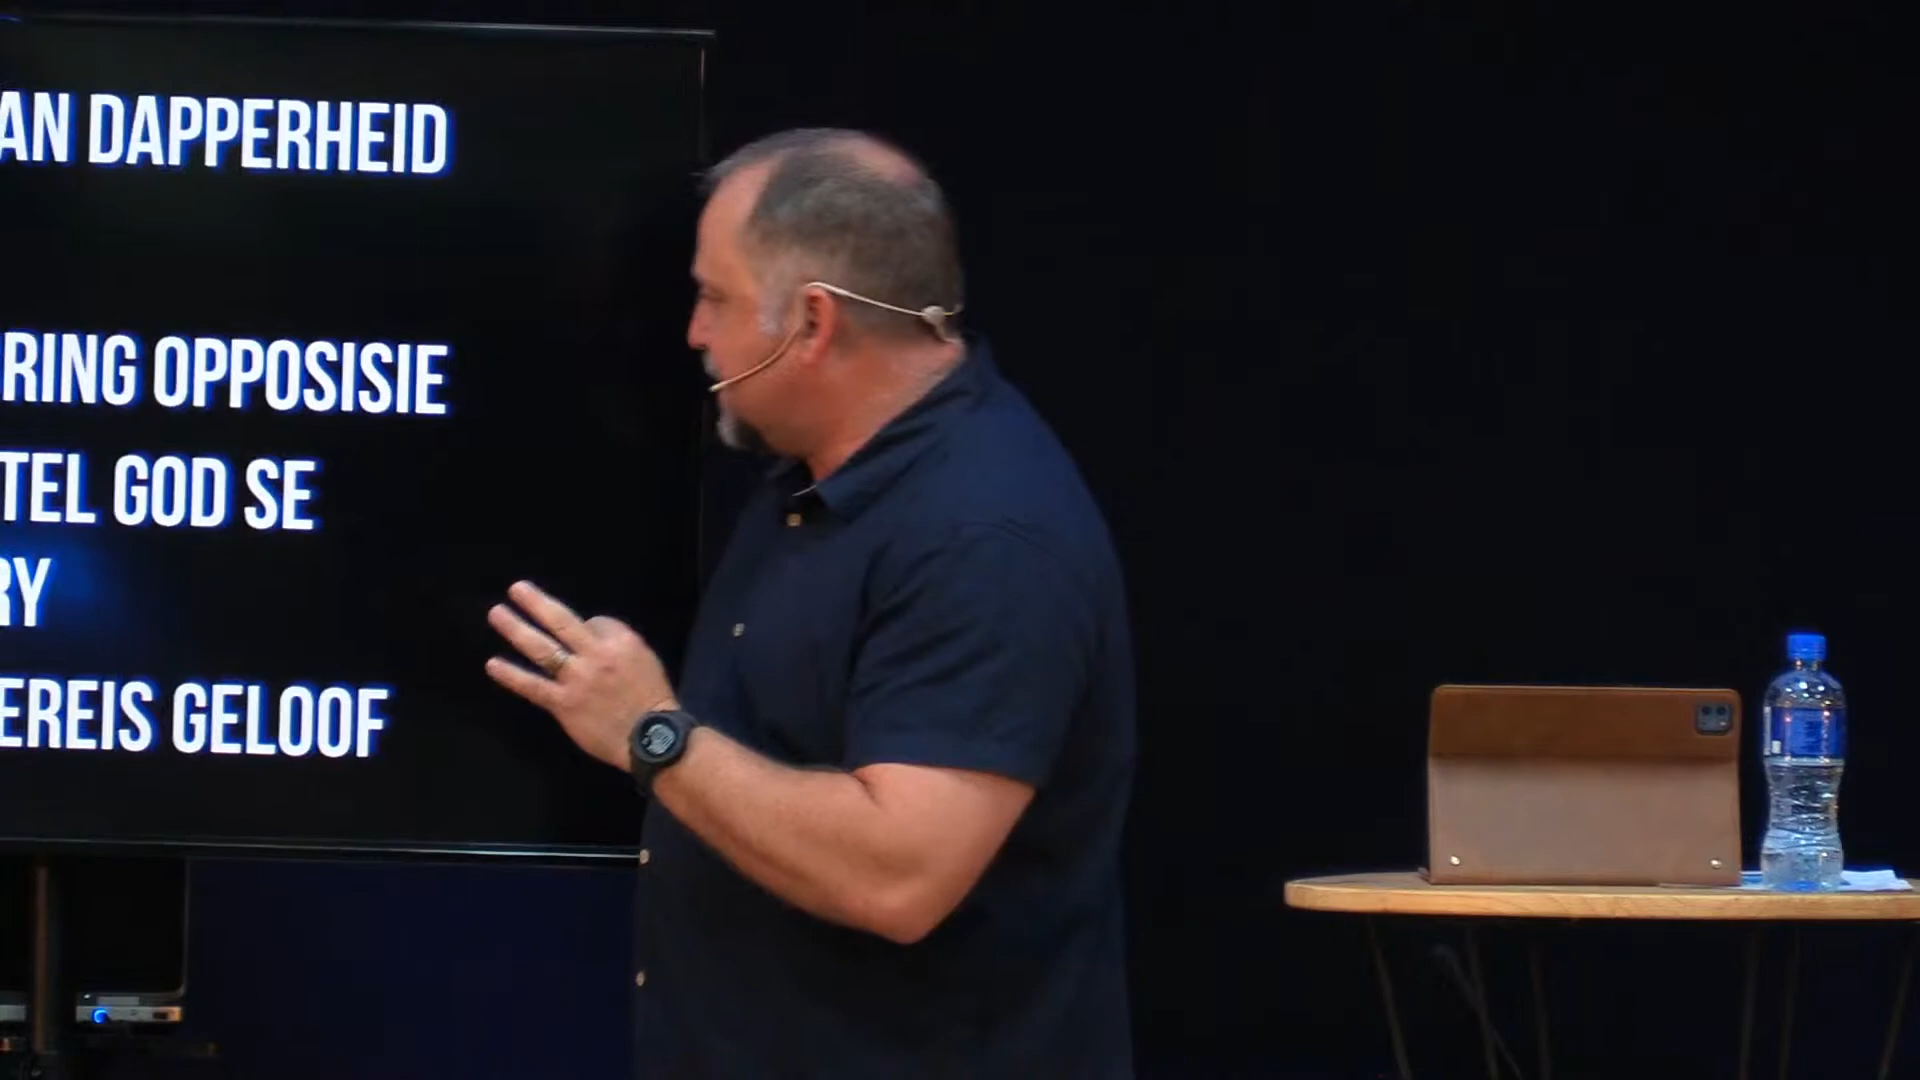 AN DAPPERHEID
RING OPPOSISIE
TEL GOD SE
RY
EREIS GELOOF